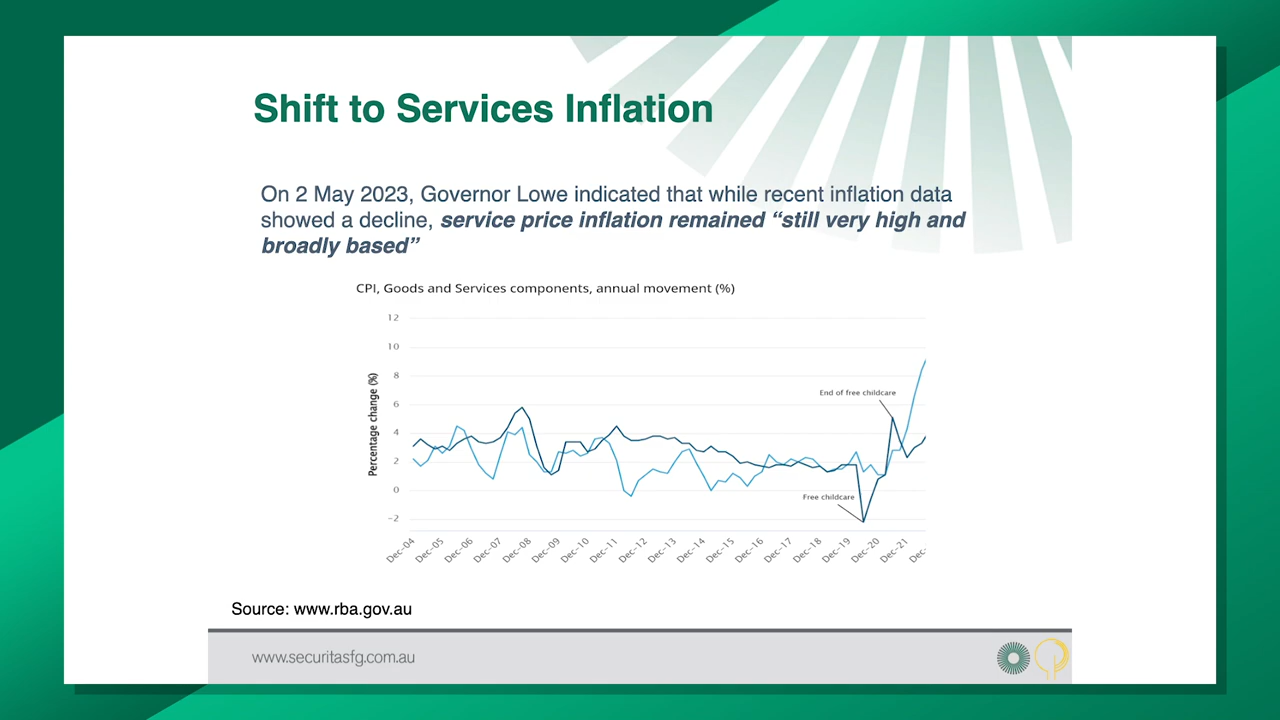 Shift to Services Inflation
On 2 May 2023, Governor Lowe indicated that while recent inflation data
showed a decline, service price inflation remained “still very high and
broadly based”
CPI, Goods and Services components, annual movement (%)
Percentage change (%)
12
10
8
6
4
2
0
−2
End of free childcare
Free childcare
Dec-04
Dec-05
Dec-06
Dec-07
Dec-08
Dec-09
Dec-10
Dec-11
Dec-12
Dec-13
Dec-14
Dec-15
Dec-16
Dec-17
Dec-18
Dec-19
Dec-20
Dec-21
Dec-
Source: www.rba.gov.au
www.securitasfg.com.au